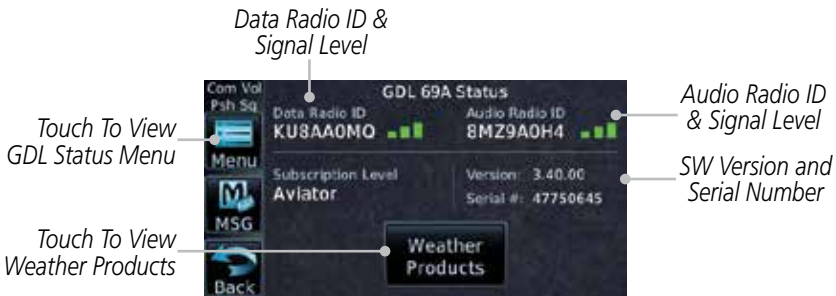 Data Radio ID &
Signal Level
Com Vol
Psh Sq
GDL 69A Status
Data Radio ID
KU8AA0MQ
Audio Radio ID
8MZ9A0H4
Audio Radio ID
& Signal Level
Touch To View
GDL Status Menu
Menu
Subscription Level
Aviator
Version: 3.40.00
Serial #: 47750645
SW Version and
Serial Number
MSG
Touch To View
Weather Products
Weather
Products
Back